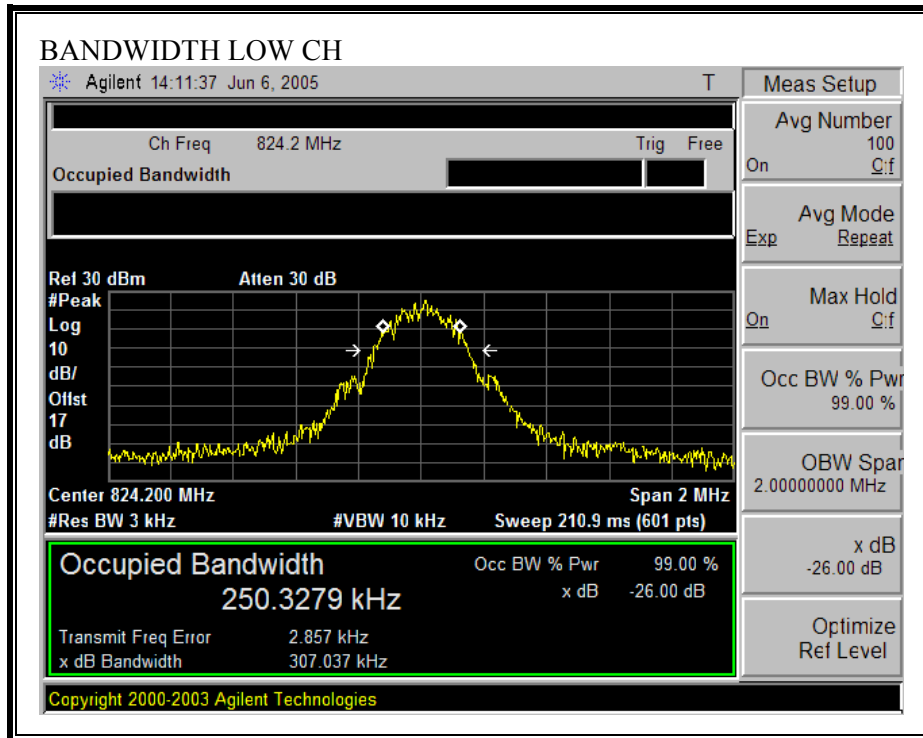 BANDWIDTH LOW CH
Agilent 14:11:37 Jun 6, 2005 T
Ch Freq 824.2 MHz Trig Free
Occupied Bandwidth
Ref 30 dBm Atten 30 dB
#Peak
Log
10
dB/
Offst
17
dB
Center 824.200 MHz Span 2 MHz
#Res BW 3 kHz #VBW 10 kHz Sweep 210.9 ms (601 pts)
Occupied Bandwidth
250.3279 kHz
Occ BW % Pwr 99.00 %
x dB -26.00 dB
Transmit Freq Error 2.857 kHz
x dB Bandwidth 307.037 kHz
Copyright 2000-2003 Agilent Technologies
Meas Setup
Avg Number
100
On Off
Avg Mode
Exp Repeat
Max Hold
On Off
Occ BW % Pwr
99.00 %
OBW Span
2.00000000 MHz
x dB
-26.00 dB
Optimize
Ref Level